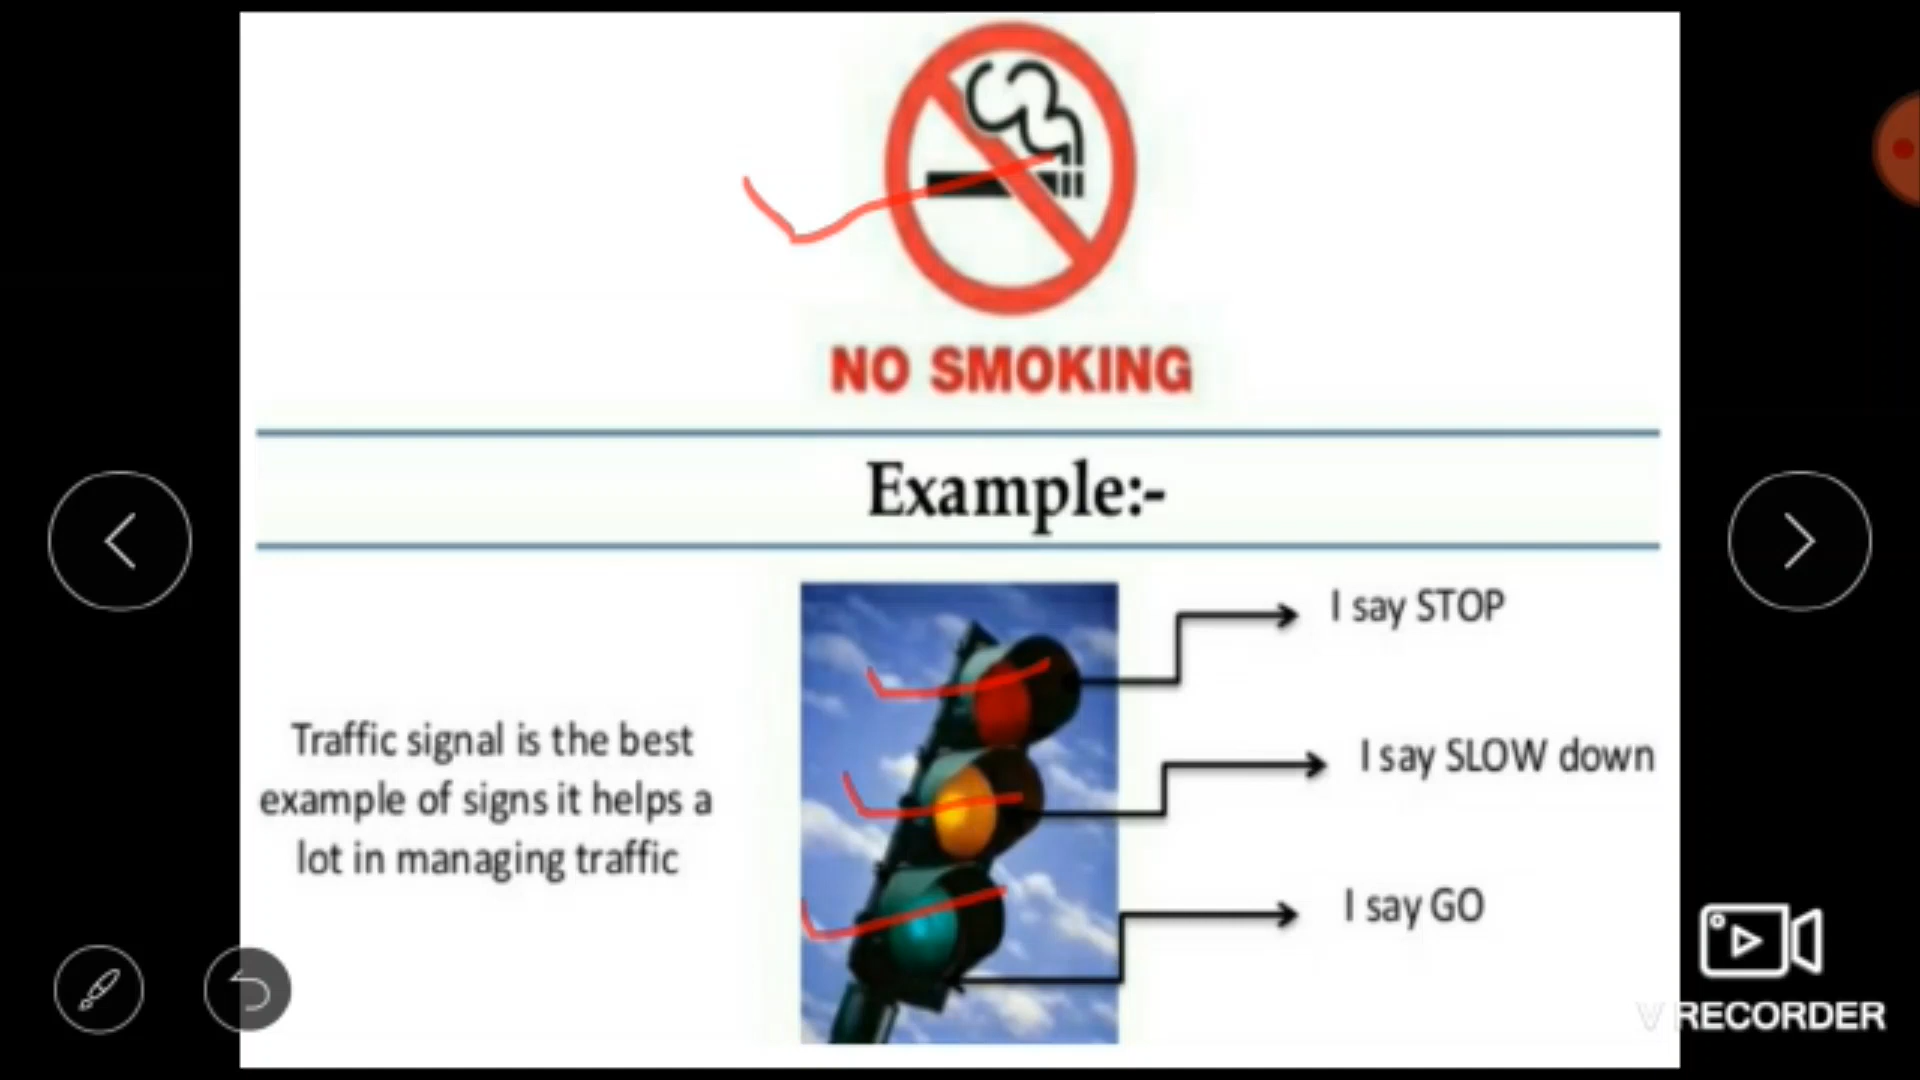 NO SMOKING
Example:-
I say STOP
Traffic signal is the best
example of signs it helps a
lot in managing traffic
I say SLOW down
I say GO
V RECORDER